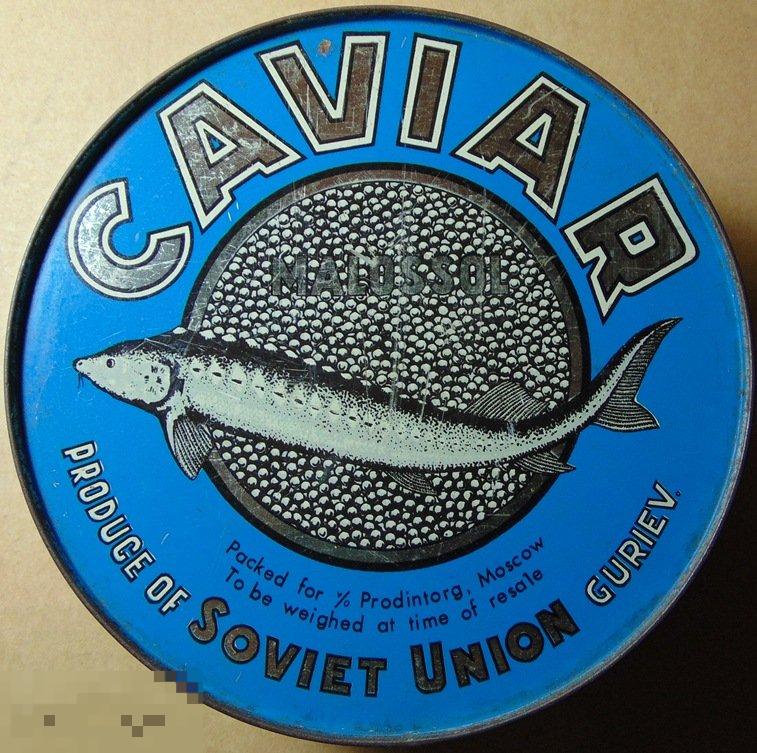 CAVIAR
MALOSSOL
Packed for % Prodintorg, Moscow
To be weighed at time of resale
PRODUCE OF SOVIET UNION GURIEV.